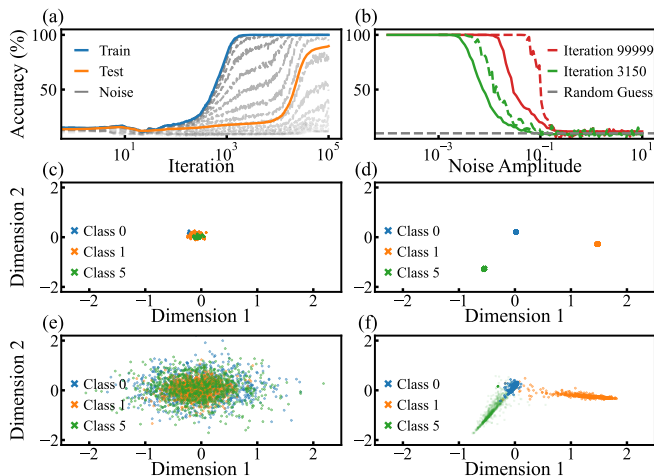 (a)
(b)
Accuracy (%)
100
50
Train
Test
Noise
10^1
10^3
10^5
Iteration
100
50
Iteration 99999
Iteration 3150
Random Guess
10^−3
10^−1
10^1
Noise Amplitude
(c)
(d)
Dimension 2
2
0
−2
Class 0
Class 1
Class 5
−2
−1
0
1
2
Dimension 1
2
0
−2
Class 0
Class 1
Class 5
−2
−1
0
1
2
Dimension 1
(e)
(f)
Dimension 2
2
0
−2
Class 0
Class 1
Class 5
−2
−1
0
1
2
Dimension 1
2
0
−2
Class 0
Class 1
Class 5
−2
−1
0
1
2
Dimension 1